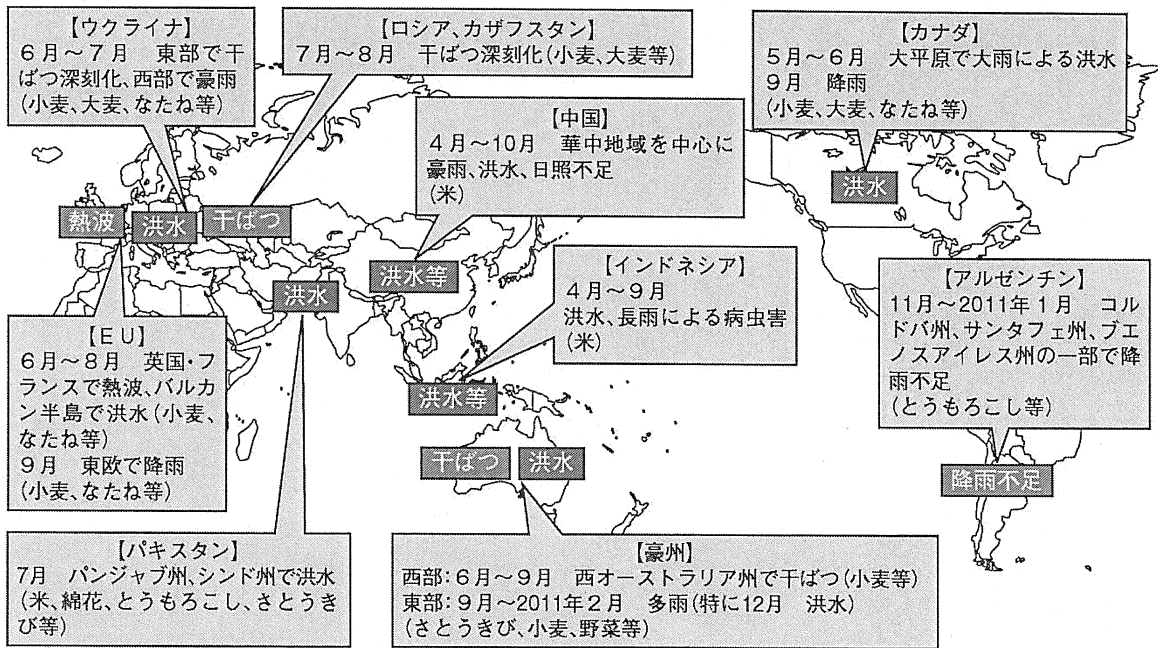 【ウクライナ】
6月~7月　東部で干
ばつ深刻化、西部で豪雨
(小麦、大麦、なたね等)
【ロシア、カザフスタン】
7月~8月　干ばつ深刻化(小麦、大麦等)
【カナダ】
5月~6月　大平原で大雨による洪水
9月　降雨
(小麦、大麦、なたね等)
【中国】
4月~10月　華中地域を中心に
豪雨、洪水、日照不足
(米)
熱波
洪水
干ばつ
洪水
洪水等
洪水
【インドネシア】
4月~9月
洪水、長雨による病虫害
(米)
【アルゼンチン】
11月~2011年1月　コル
ドバ州、サンタフェ州、ブエ
ノスアイレス州の一部で降
雨不足
(とうもろこし等)
【EU】
6月~8月　英国・フ
ランスで熱波、バルカ
ン半島で洪水(小麦、
なたね等)
9月　東欧で降雨
(小麦、なたね等)
洪水等
干ばつ
洪水
降雨不足
【パキスタン】
7月　パンジャブ州、シンド州で洪水
(米、綿花、とうもろこし、さとうき
び等)
【豪州】
西部:6月~9月　西オーストラリア州で干ばつ(小麦等)
東部:9月~2011年2月　多雨(特に12月　洪水)
(さとうきび、小麦、野菜等)